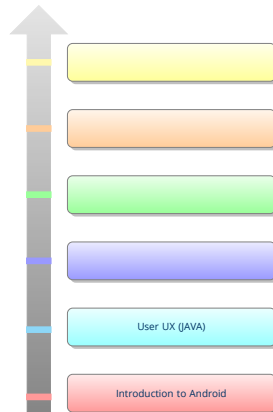 User UX (JAVA)
Introduction to Android